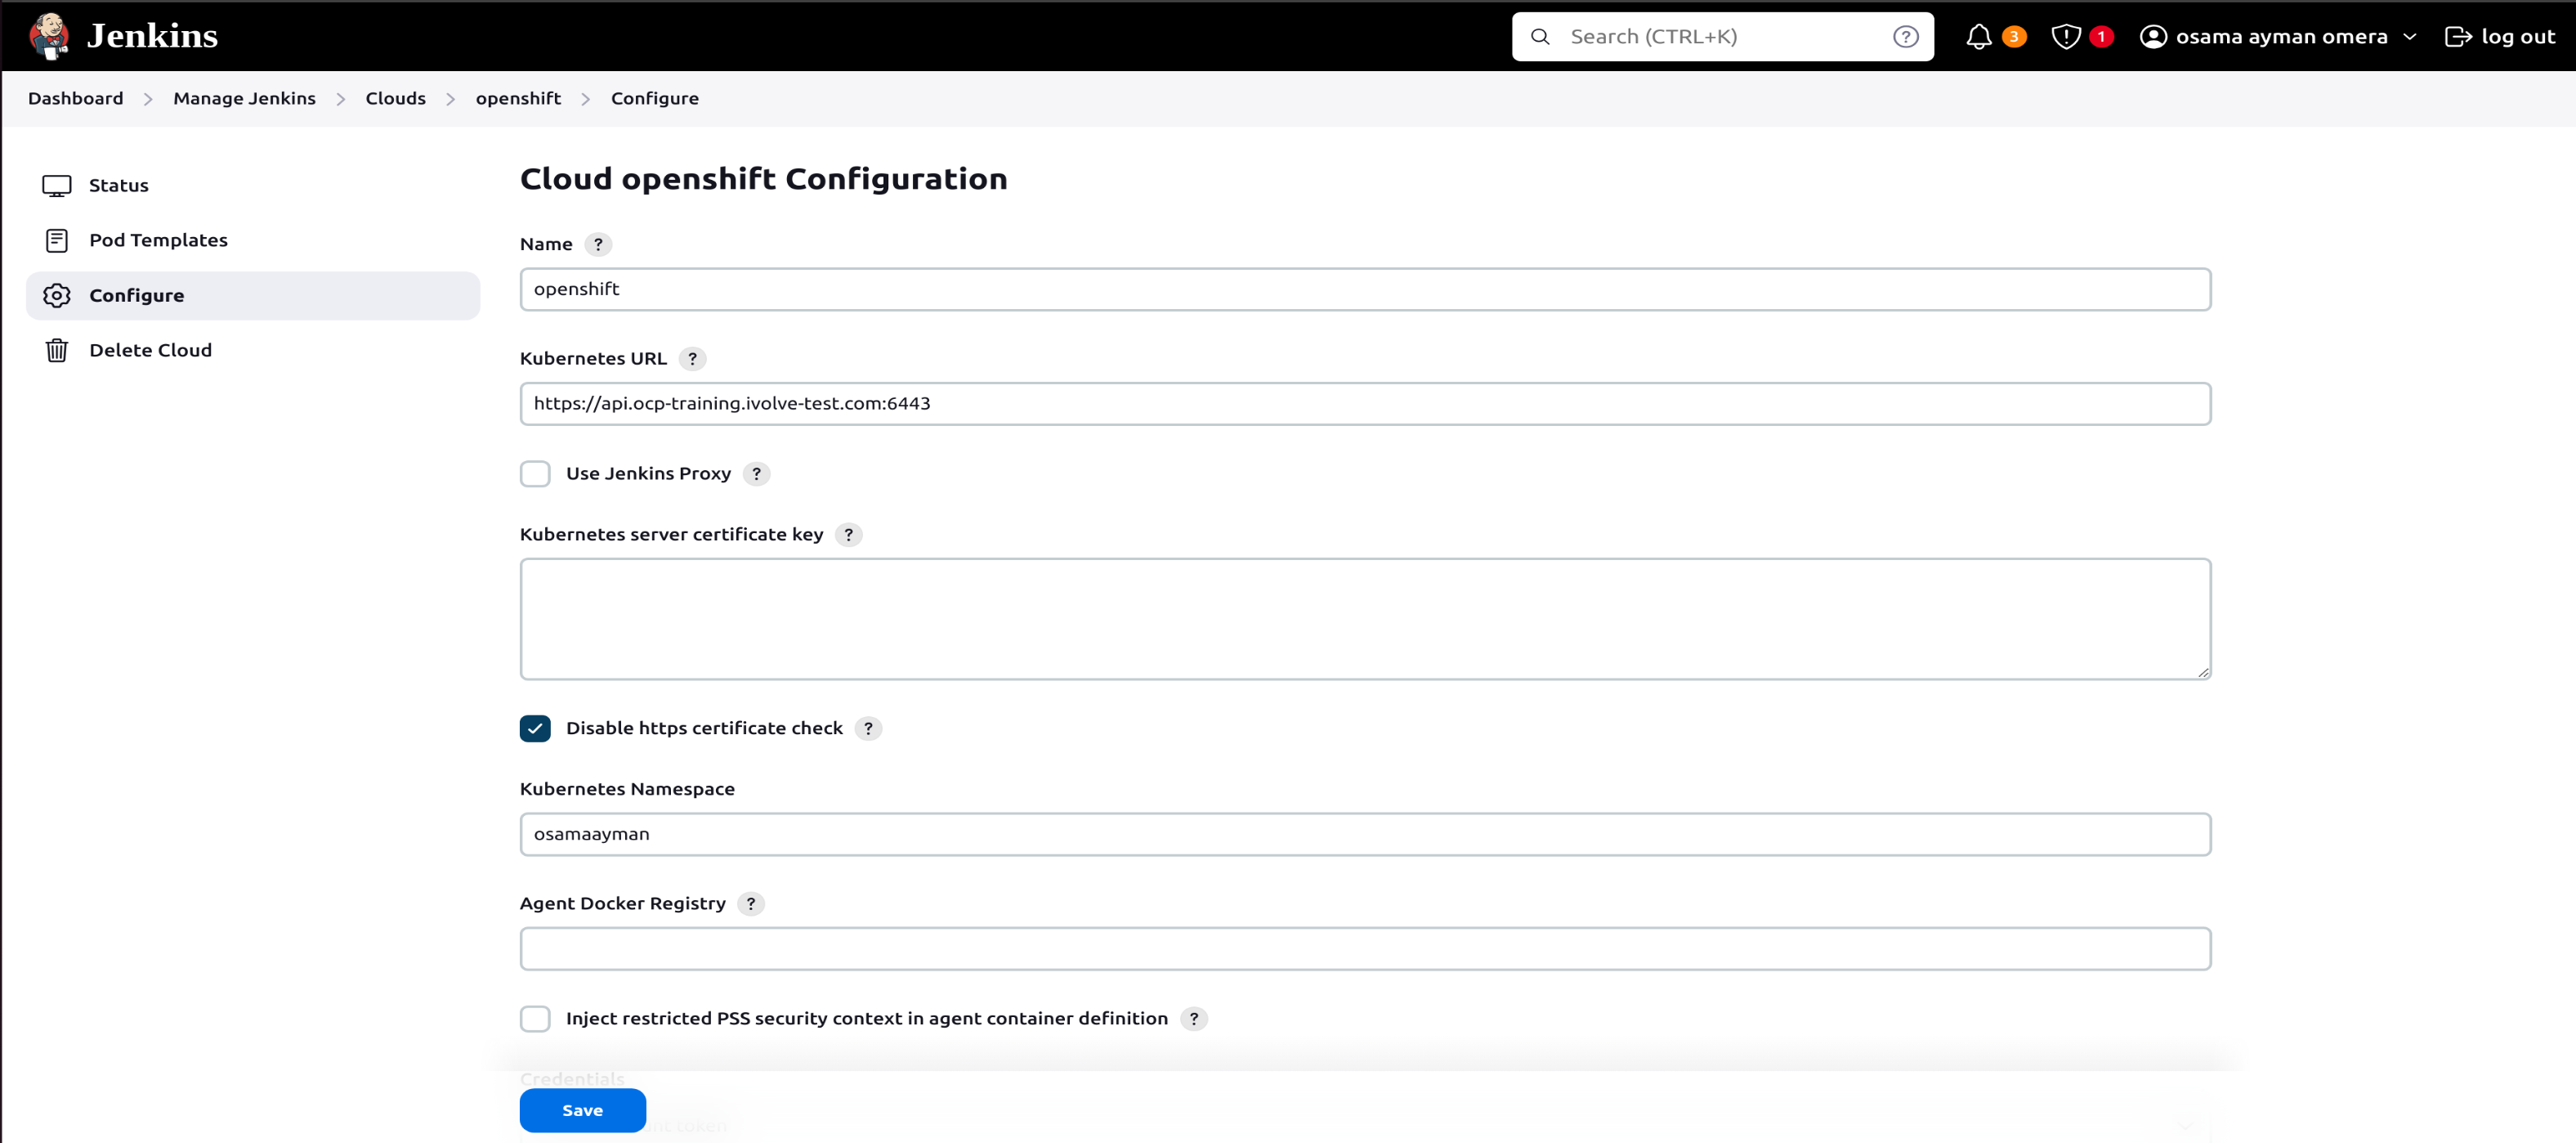 Jenkins
Search (CTRL+K) ?
3
1
osama ayman omera
log out
Dashboard > Manage Jenkins > Clouds > openshift > Configure
Status
Pod Templates
Configure
Delete Cloud
Cloud openshift Configuration
Name ?
openshift
Kubernetes URL ?
https://api.ocp-training.ivolve-test.com:6443
Use Jenkins Proxy ?
Kubernetes server certificate key ?
Disable https certificate check ?
Kubernetes Namespace
osamaayman
Agent Docker Registry ?
Inject restricted PSS security context in agent container definition ?
Credentials
Save
token